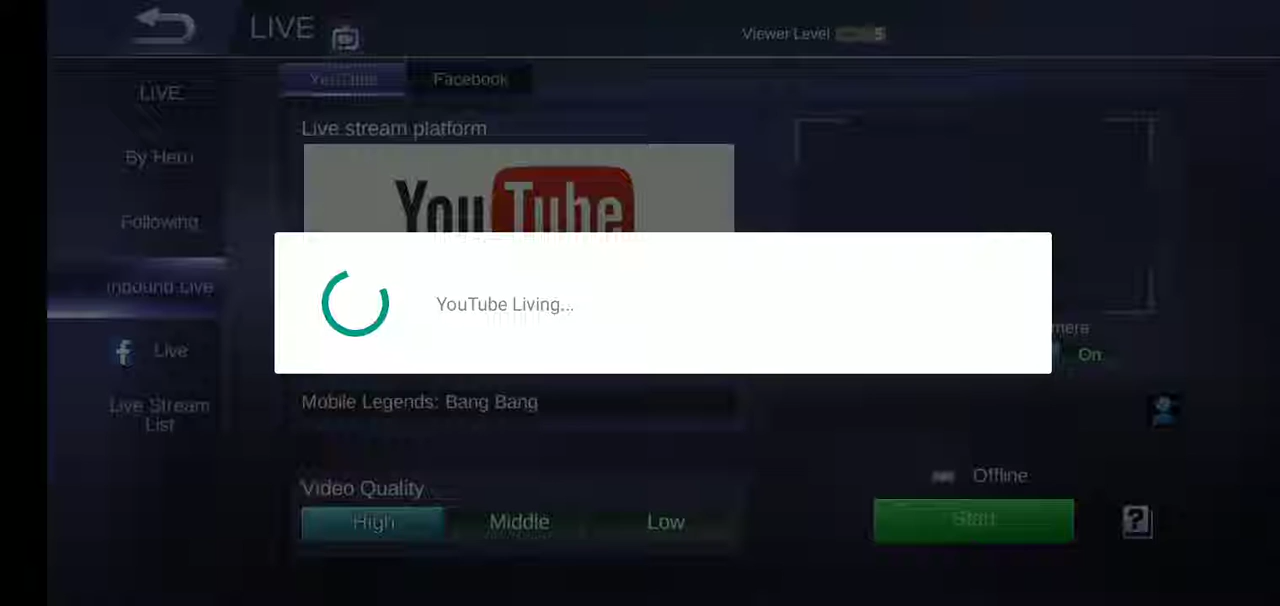 LIVE
Viewer Level 5
LIVE
By Hero
Following
Inbound Live
Live
Live Stream
List
YouTube
Facebook
Live stream platform
YouTube
YouTube Living...
On
Mobile Legends: Bang Bang
Video Quality
High
Middle
Low
Offline
Start
?